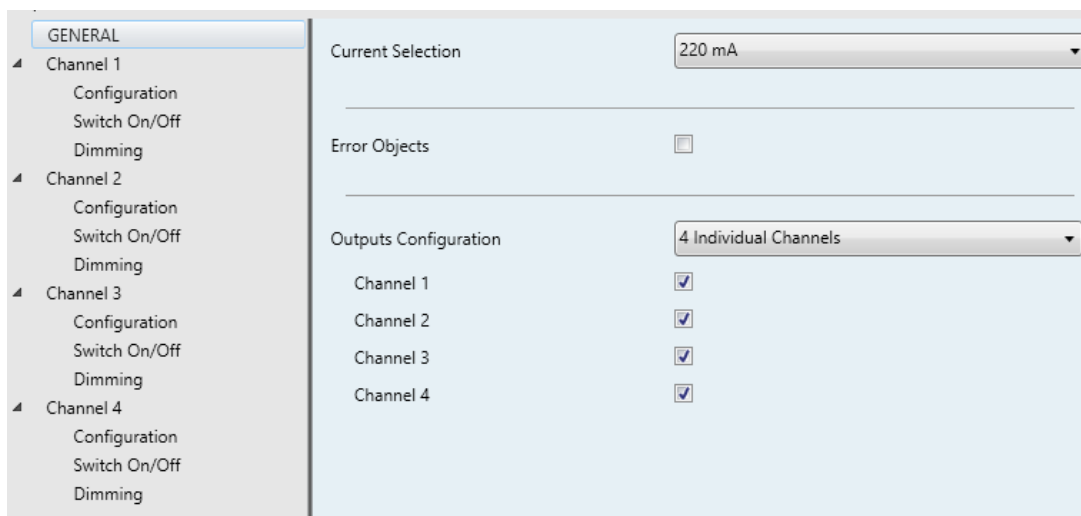 GENERAL
Channel 1
Configuration
Switch On/Off
Dimming
Channel 2
Configuration
Switch On/Off
Dimming
Channel 3
Configuration
Switch On/Off
Dimming
Channel 4
Configuration
Switch On/Off
Dimming
Current Selection 220 mA
Error Objects
Outputs Configuration 4 Individual Channels
Channel 1
Channel 2
Channel 3
Channel 4